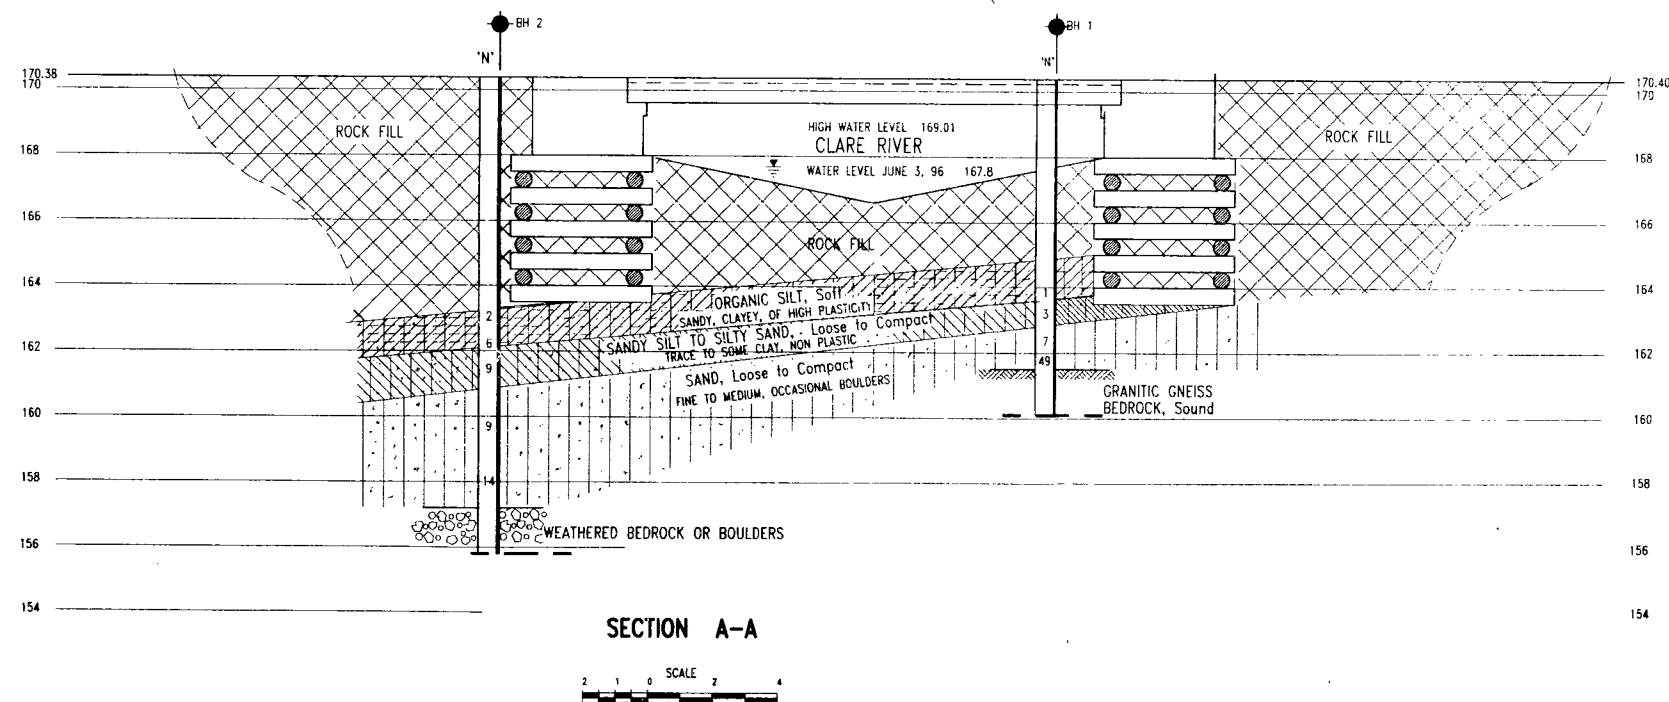 BH 2
BH 1
'N'
'N'
170.38
170
170.40
170
ROCK FILL
HIGH WATER LEVEL 169.01
CLARE RIVER
WATER LEVEL JUNE 3, 96 167.8
ROCK FILL
168
168
166
166
ROCK FILL
164
164
ORGANIC SILT, Soft
SANDY, CLAYEY, OF HIGH PLASTICITY
SANDY SILT TO SILTY SAND, Loose to Compact
TRACE TO SOME CLAY, NON PLASTIC
SAND, Loose to Compact
FINE TO MEDIUM, OCCASIONAL BOULDERS
2
6
9
9
14
1
3
7
49
162
162
GRANITIC GNEISS
BEDROCK, Sound
160
160
158
158
WEATHERED BEDROCK OR BOULDERS
156
156
154
154
SECTION A-A
SCALE
2 1 0 2 4